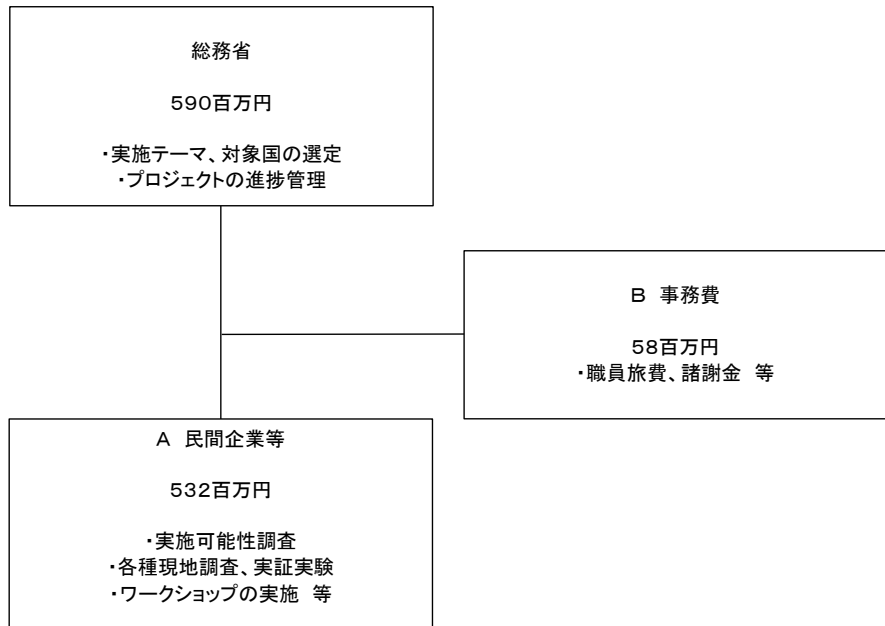 総務省
590百万円
・実施テーマ、対象国の選定
・プロジェクトの進捗管理
B 事務費
58百万円
・職員旅費、諸謝金 等
A 民間企業等
532百万円
・実施可能性調査
・各種現地調査、実証実験
・ワークショップの実施 等